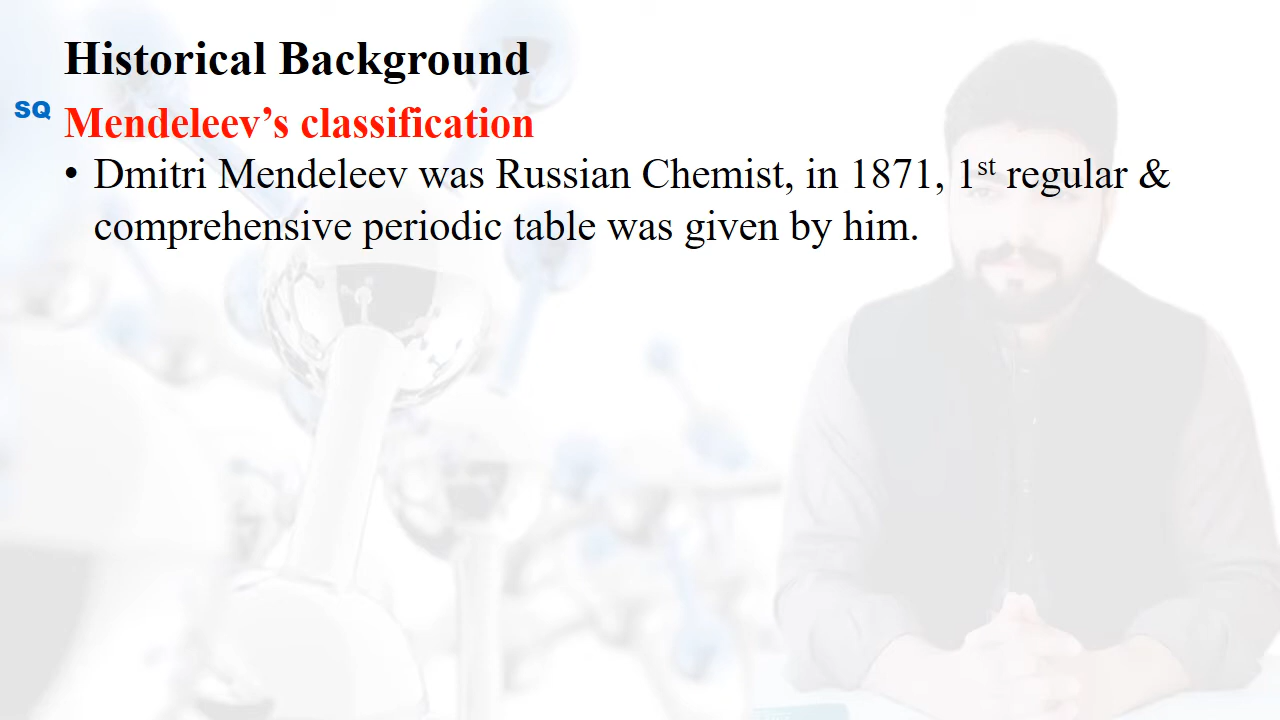 Historical Background
SQ
Mendeleev’s classification
• Dmitri Mendeleev was Russian Chemist, in 1871, 1st regular &
comprehensive periodic table was given by him.